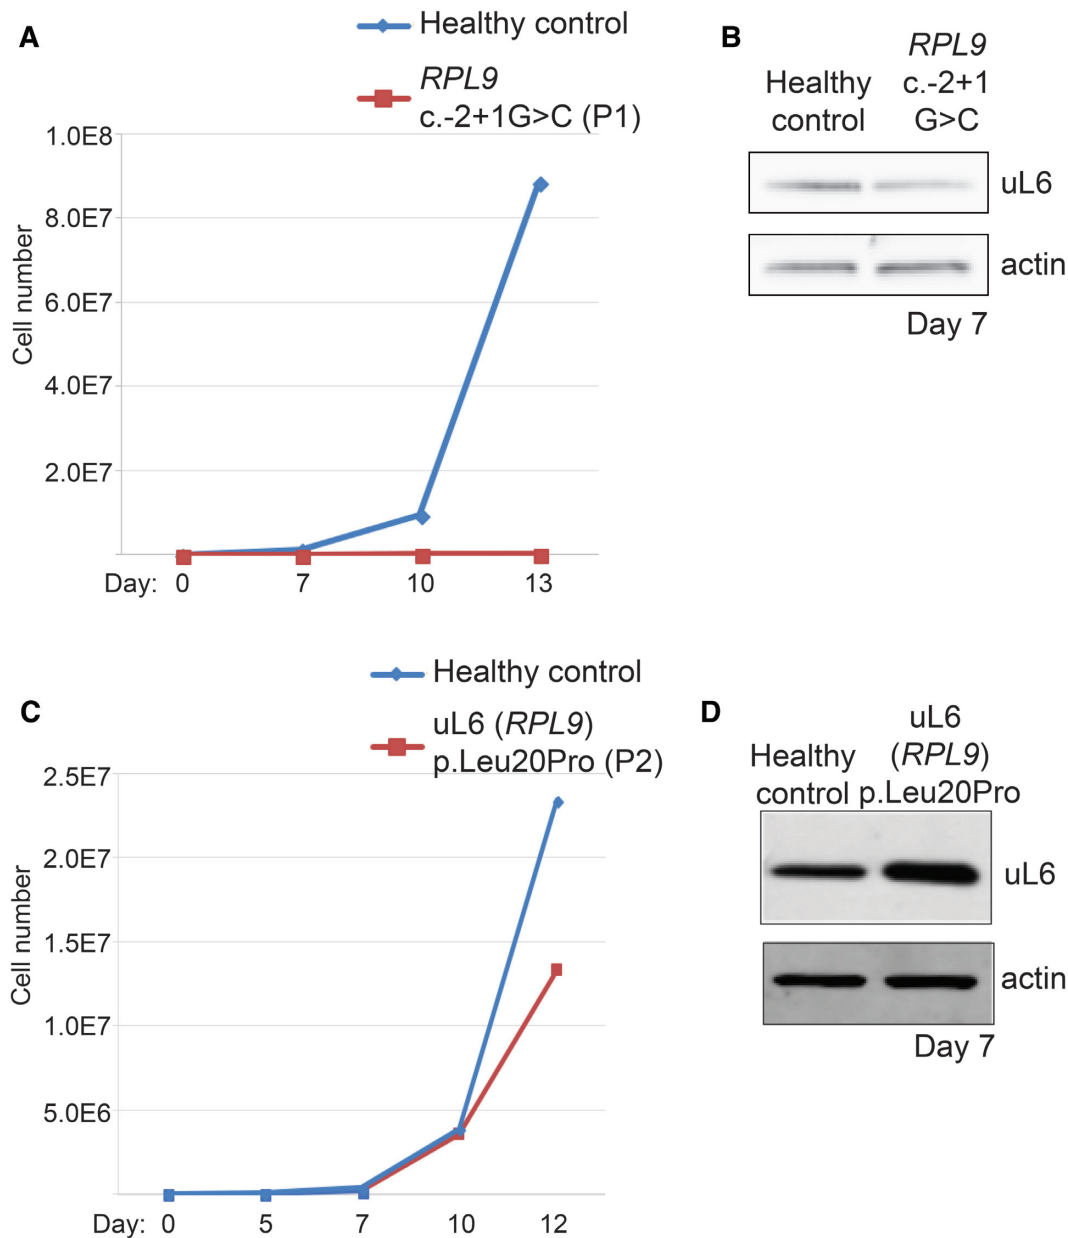 A
Healthy control
RPL9
c.-2+1G>C (P1)
1.0E8
8.0E7
6.0E7
4.0E7
2.0E7
Cell number
Day: 0 7 10 13
B
Healthy
control
RPL9
c.-2+1
G>C
uL6
actin
Day 7
C
Healthy control
uL6 (RPL9)
p.Leu20Pro (P2)
2.5E7
2.0E7
1.5E7
1.0E7
5.0E6
Cell number
Day: 0 5 7 10 12
D
Healthy
control
uL6
(RPL9)
p.Leu20Pro
uL6
actin
Day 7